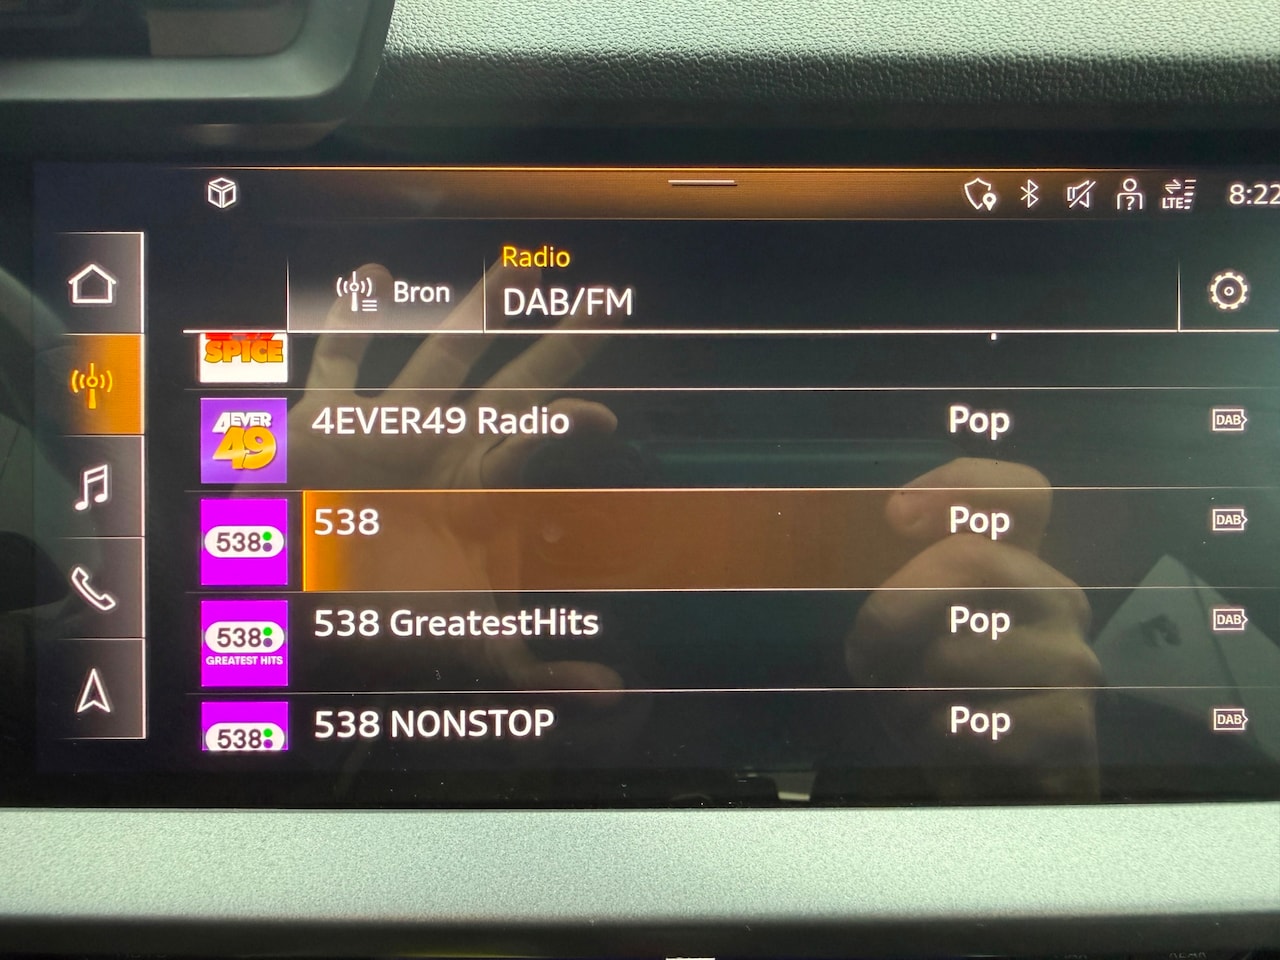 LTE
8:22
Radio
Bron
DAB/FM
SPICE
4EVER
49
4EVER49 Radio
Pop
DAB
538
538
Pop
DAB
538
GREATEST HITS
538 GreatestHits
Pop
DAB
538
538 NONSTOP
Pop
DAB